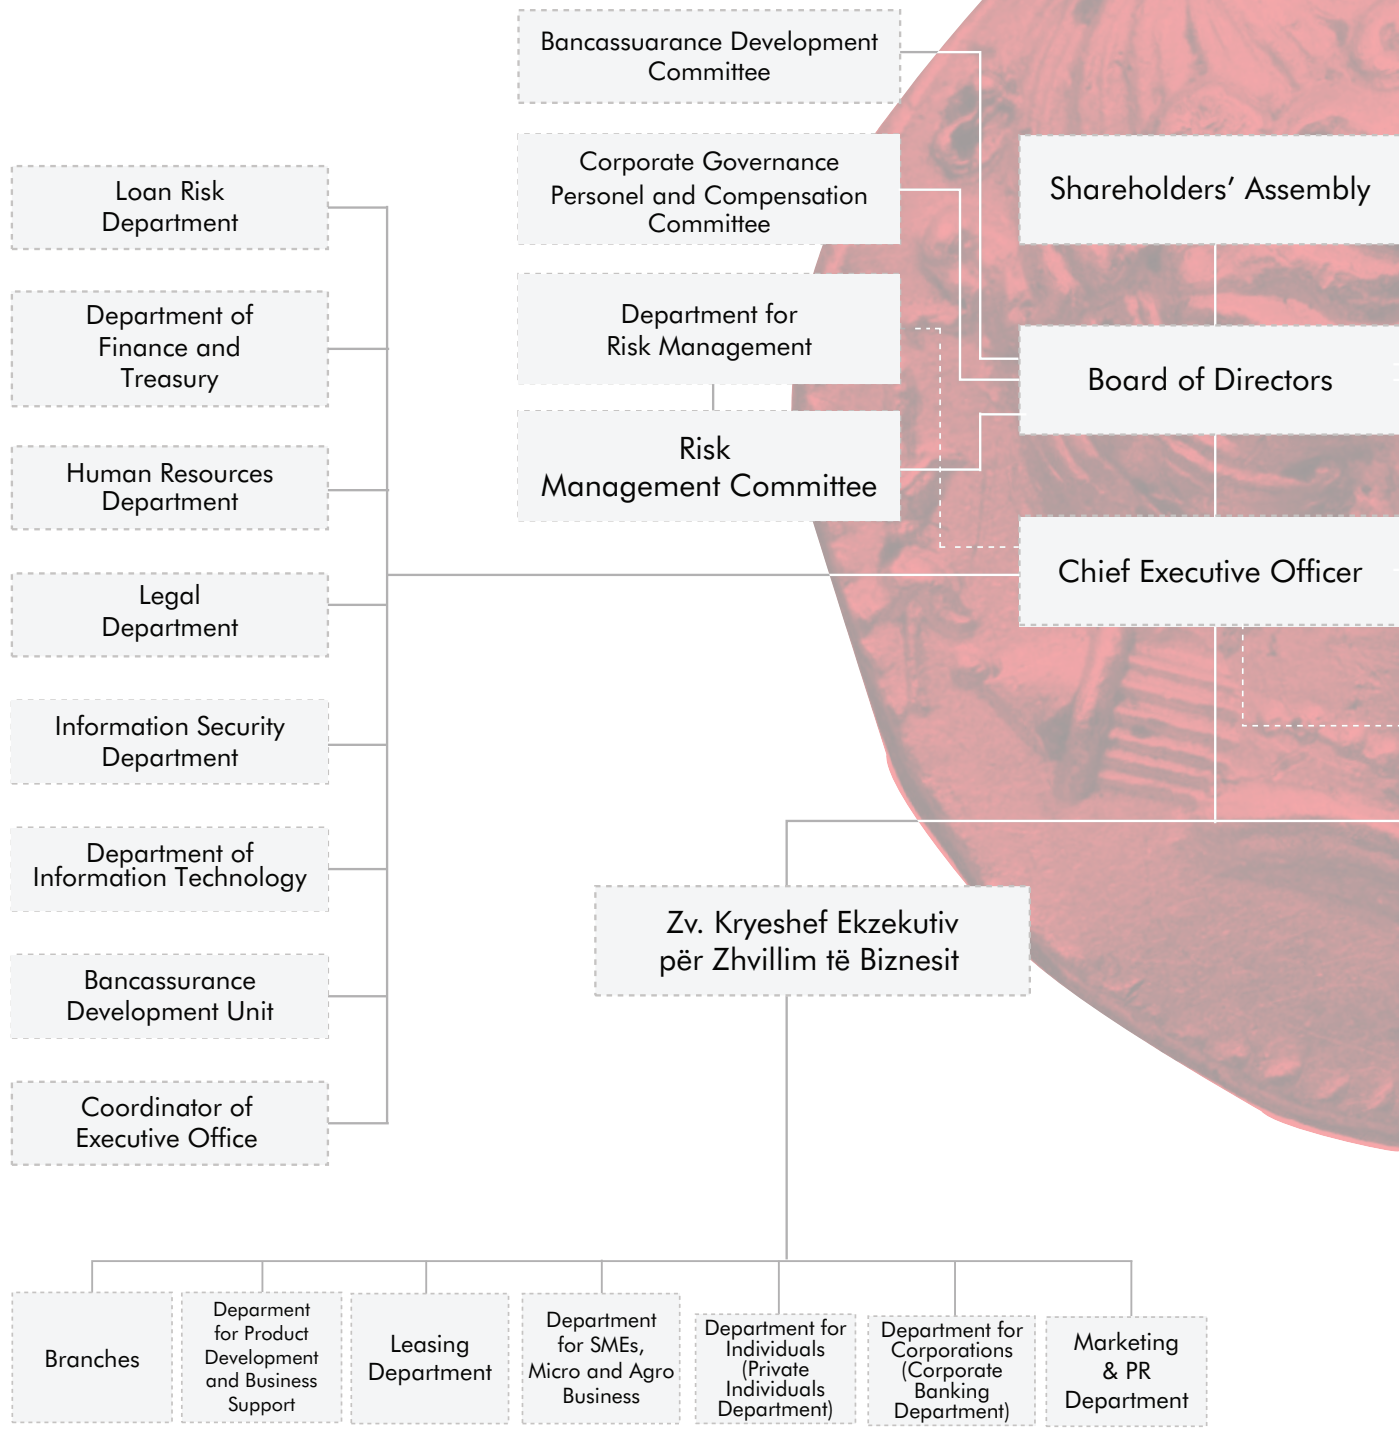 Bancassuarance Development
Committee
Corporate Governance
Personel and Compensation
Committee
Shareholders' Assembly
Loan Risk
Department
Department of
Finance and
Treasury
Department for
Risk Management
Board of Directors
Risk
Management Committee
Human Resources
Department
Chief Executive Officer
Legal
Department
Information Security
Department
Department of
Information Technology
Zv. Kryeshef Ekzekutiv
për Zhvillim të Biznesit
Bancassurance
Development Unit
Coordinator of
Executive Office
Branches
Deparment
for Product
Development
and Business
Support
Leasing
Department
Department
for SMEs,
Micro and Agro
Business
Department for
Individuals
(Private
Individuals
Department)
Department for
Corporations
(Corporate
Banking
Department)
Marketing
& PR
Department